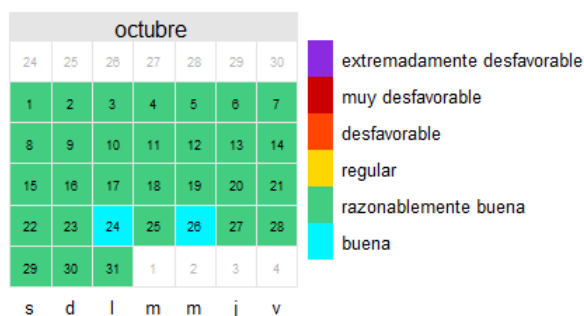 octubre
24 25 26 27 28 29 30
1 2 3 4 5 6 7
8 9 10 11 12 13 14
15 16 17 18 19 20 21
22 23 24 25 26 27 28
29 30 31 1 2 3 4
s d l m m j v
extremadamente desfavorable
muy desfavorable
desfavorable
regular
razonablemente buena
buena